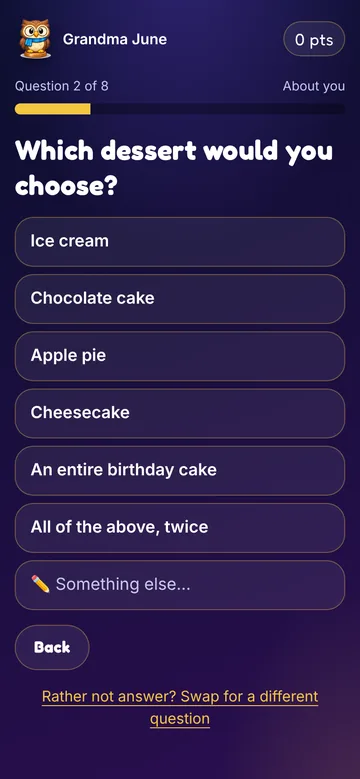 Grandma June
0 pts
Question 2 of 8
About you
Which dessert would you
choose?
Ice cream
Chocolate cake
Apple pie
Cheesecake
An entire birthday cake
All of the above, twice
✏️ Something else...
Back
Rather not answer? Swap for a different
question